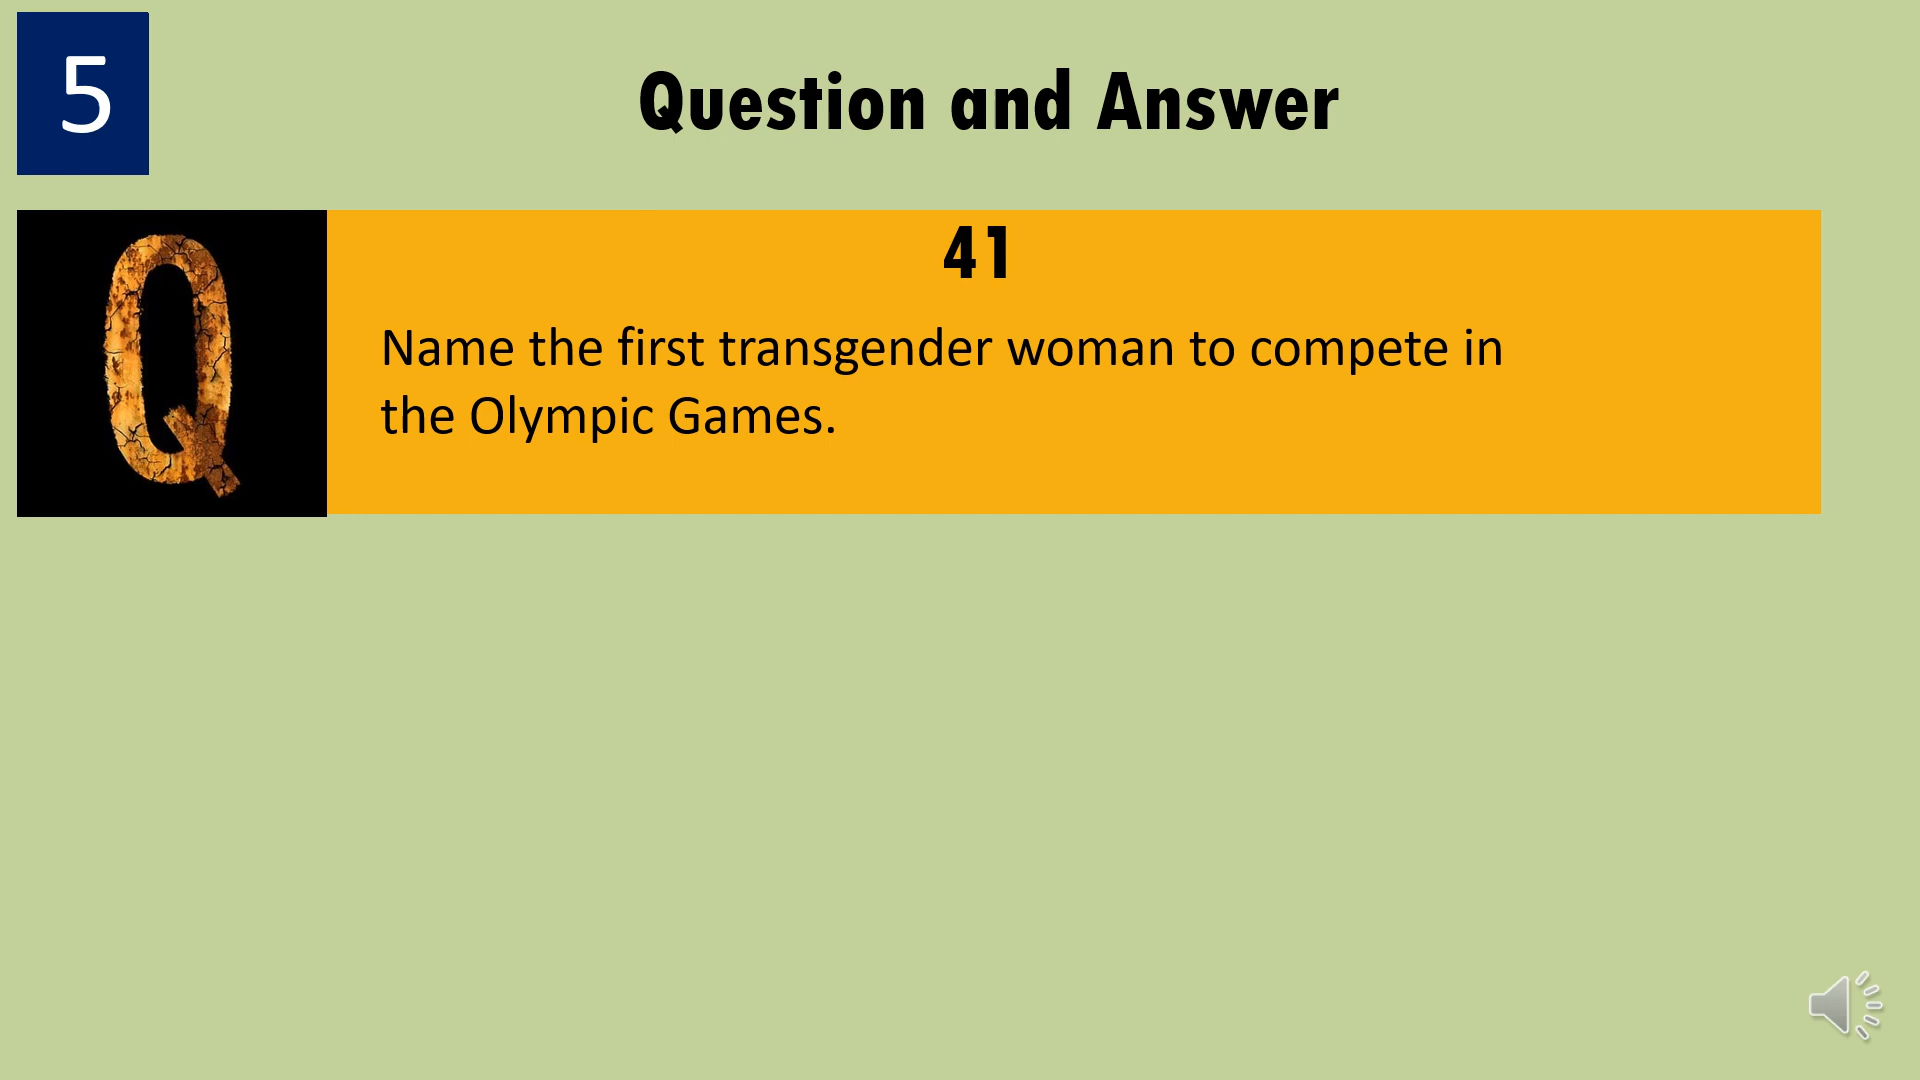 5
Question and Answer
Q
41
Name the first transgender woman to compete in
the Olympic Games.